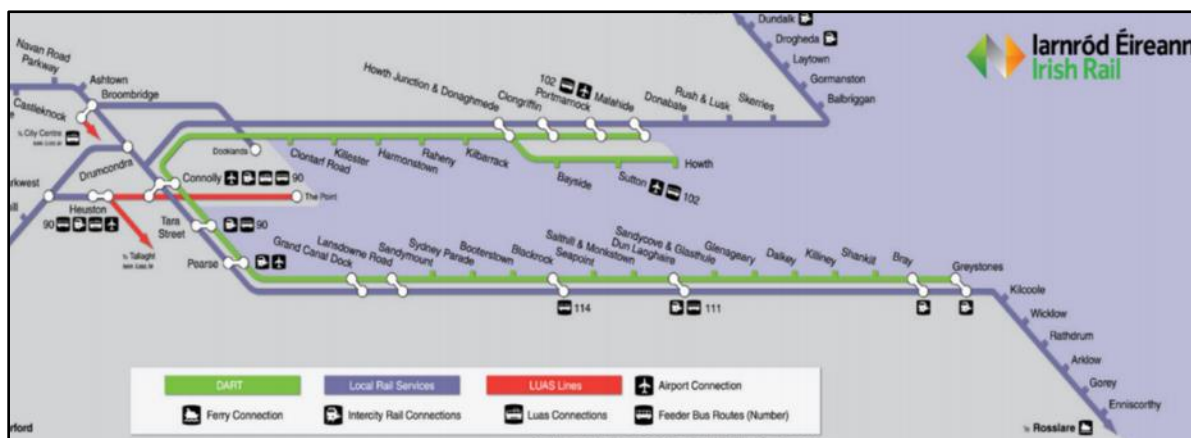 Iarnród Éireann
Irish Rail
Dundalk
Drogheda
Laytown
Gormanston
Balbriggan
Skerries
Rush & Lusk
Donabate
102
Malahide
Portmarnock
Clongriffin
Howth Junction & Donaghmede
Navan Road
Parkway
Ashtown
Broombridge
Castleknock
City Centre
Drumcondra
Docklands
Clontarf Road
Killester
Harmonstown
Raheny
Kilbarrack
Bayside
Sutton
102
Howth
Connolly
90
The Point
Heuston
90
To Tallaght
Tara
Street
90
Pearse
Grand Canal Dock
Lansdowne Road
Sandymount
Sydney Parade
Booterstown
Blackrock
Seapoint
Salthill & Monkstown
Dun Laoghaire
Sandycove & Glasthule
Glenageary
Dalkey
Killiney
Shankill
Bray
Greystones
114
111
Kilcoole
Wicklow
Rathdrum
Arklow
Gorey
Enniscorthy
To Rosslare
DART
Local Rail Services
LUAS Lines
Airport Connection
Ferry Connection
Intercity Rail Connections
Luas Connections
Feeder Bus Routes (Number)
erford